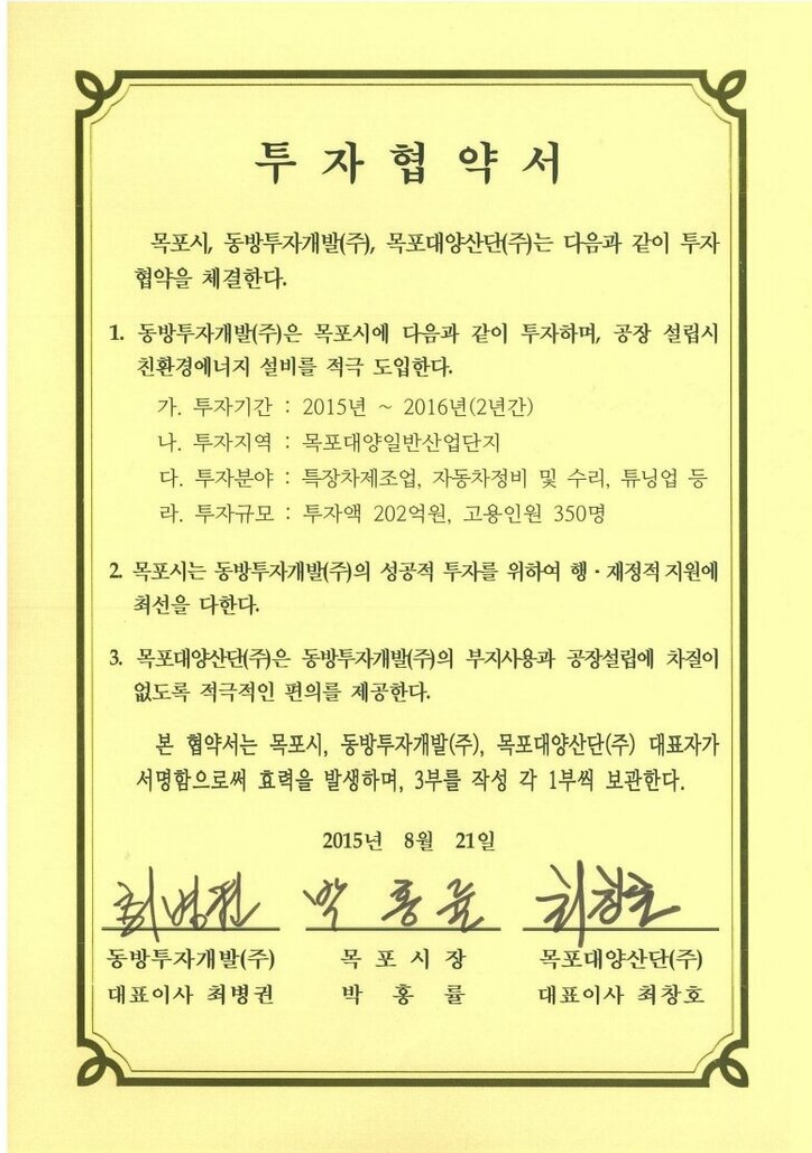 투자협약서
목포시, 동방투자개발(주), 목포대양산단(주)는 다음과 같이 투자
협약을 체결한다.
1. 동방투자개발(주)은 목포시에 다음과 같이 투자하며, 공장 설립시
친환경에너지 설비를 적극 도입한다.
가. 투자기간 : 2015년 ~ 2016년(2년간)
나. 투자지역 : 목포대양일반산업단지
다. 투자분야 : 특장차제조업, 자동차정비 및 수리, 튜닝업 등
라. 투자규모 : 투자액 202억원, 고용인원 350명
2. 목포시는 동방투자개발(주)의 성공적 투자를 위하여 행·재정적 지원에
최선을 다한다.
3. 목포대양산단(주)은 동방투자개발(주)의 부지사용과 공장설립에 차질이
없도록 적극적인 편의를 제공한다.
본 협약서는 목포시, 동방투자개발(주), 목포대양산단(주) 대표자가
서명함으로써 효력을 발생하며, 3부를 작성 각 1부씩 보관한다.
2015년 8월 21일
최병권 박홍률 최창호
동방투자개발(주) 목포시장 목포대양산단(주)
대표이사 최병권 박홍률 대표이사 최창호